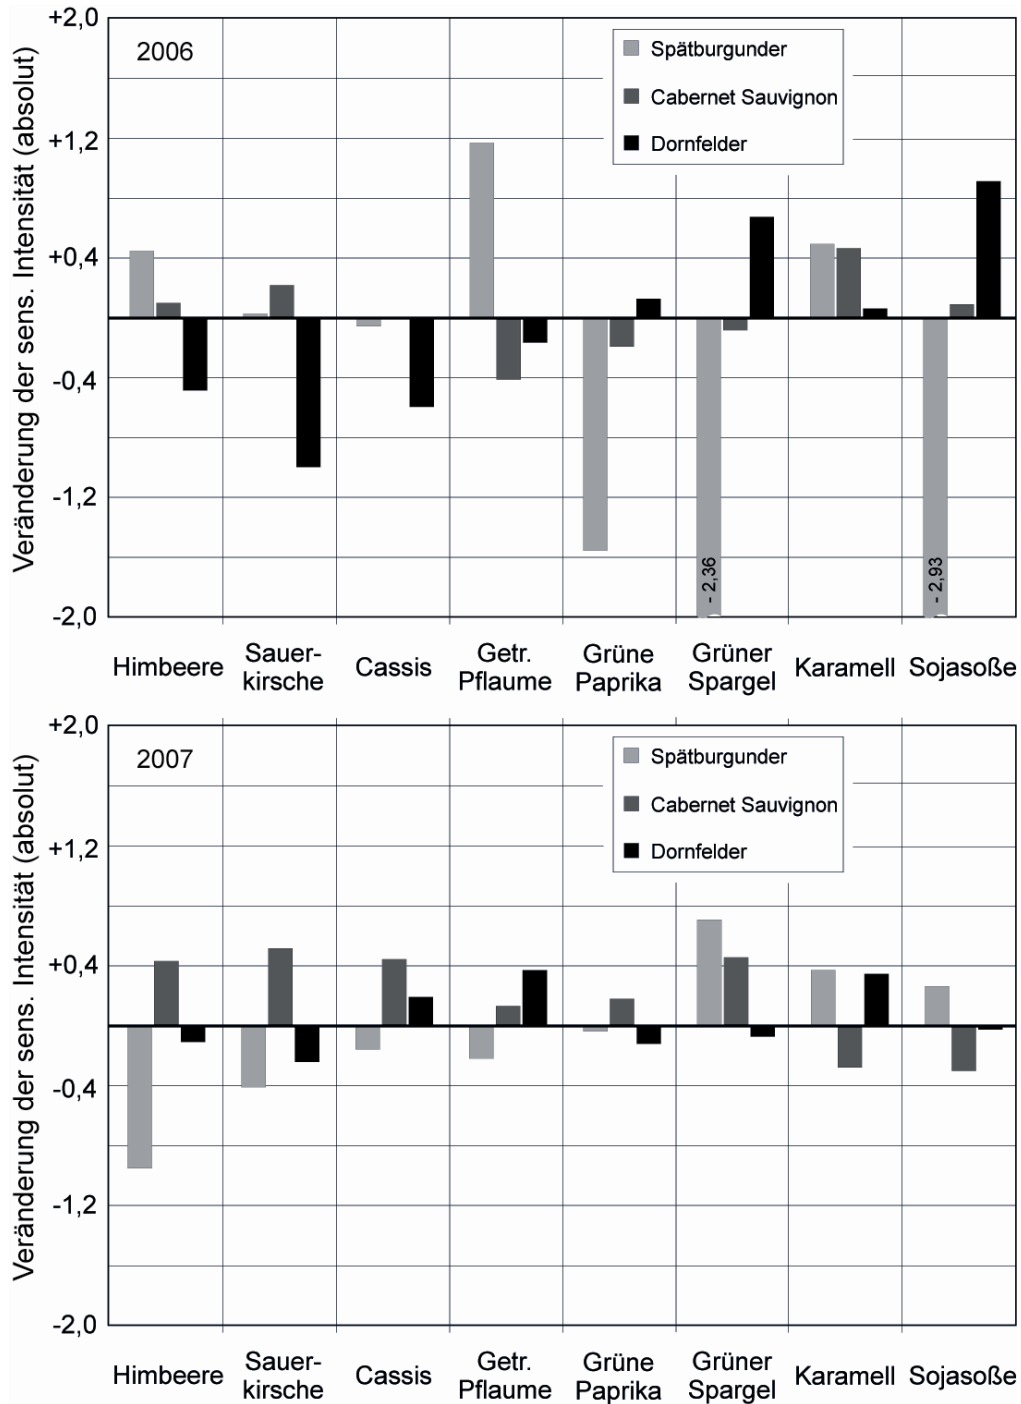 Veränderung der sens. Intensität (absolut)
+2,0
+1,2
+0,4
-0,4
-1,2
-2,0
2006
Spätburgunder
Cabernet Sauvignon
Dornfelder
- 2,36
- 2,93
Himbeere
Sauer-
kirsche
Cassis
Getr.
Pflaume
Grüne
Paprika
Grüner
Spargel
Karamell
Sojasoße
Veränderung der sens. Intensität (absolut)
+2,0
+1,2
+0,4
-0,4
-1,2
-2,0
2007
Spätburgunder
Cabernet Sauvignon
Dornfelder
Himbeere
Sauer-
kirsche
Cassis
Getr.
Pflaume
Grüne
Paprika
Grüner
Spargel
Karamell
Sojasoße